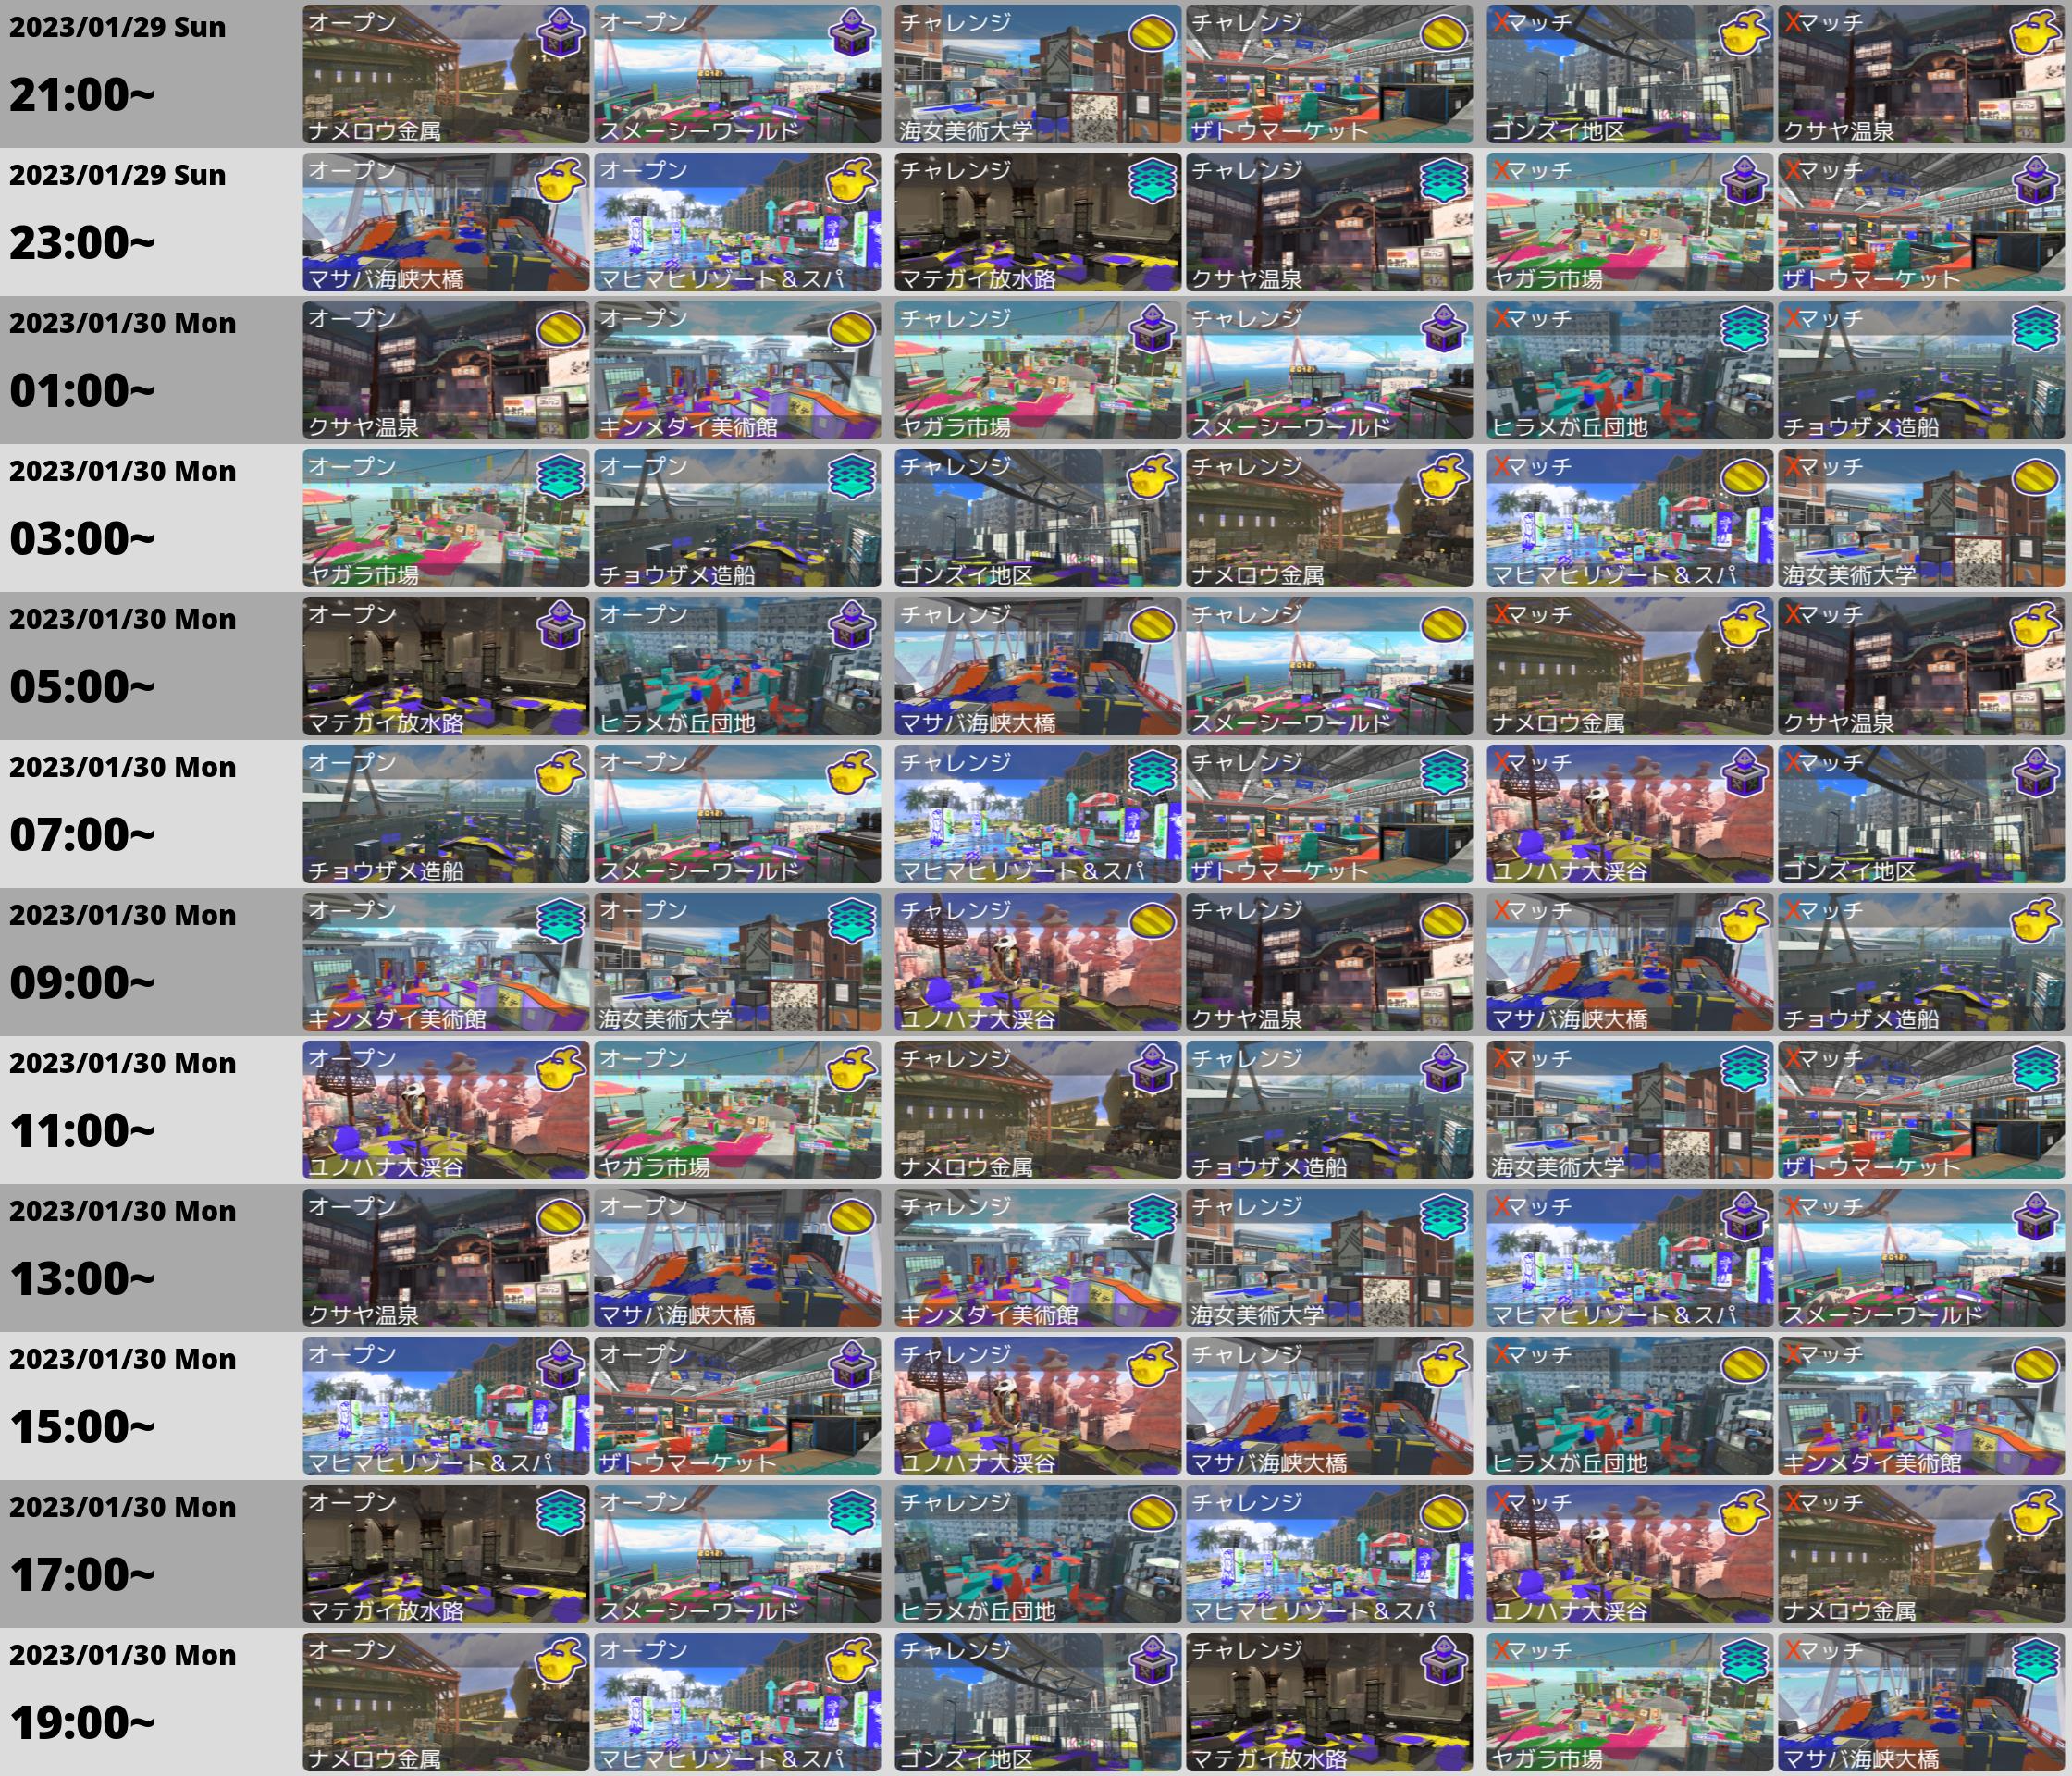 2023/01/29 Sun
21:00~
オープン オープン チャレンジ チャレンジ Xマッチ Xマッチ
ナメロウ金属 スメーシーワールド 海女美術大学 ザトウマーケット ゴンズイ地区 クサヤ温泉
2023/01/29 Sun
23:00~
オープン オープン チャレンジ チャレンジ Xマッチ Xマッチ
マサバ海峡大橋 マヒマヒリゾート&スパ マテガイ放水路 クサヤ温泉 ヤガラ市場 ザトウマーケット
2023/01/30 Mon
01:00~
オープン オープン チャレンジ チャレンジ Xマッチ Xマッチ
クサヤ温泉 キンメダイ美術館 ヤガラ市場 スメーシーワールド ヒラメが丘団地 チョウザメ造船
2023/01/30 Mon
03:00~
オープン オープン チャレンジ チャレンジ Xマッチ Xマッチ
ヤガラ市場 チョウザメ造船 ゴンズイ地区 ナメロウ金属 マヒマヒリゾート&スパ 海女美術大学
2023/01/30 Mon
05:00~
オープン オープン チャレンジ チャレンジ Xマッチ Xマッチ
マテガイ放水路 ヒラメが丘団地 マサバ海峡大橋 スメーシーワールド ナメロウ金属 クサヤ温泉
2023/01/30 Mon
07:00~
オープン オープン チャレンジ チャレンジ Xマッチ Xマッチ
チョウザメ造船 スメーシーワールド マヒマヒリゾート&スパ ザトウマーケット ユノハナ大渓谷 ゴンズイ地区
2023/01/30 Mon
09:00~
オープン オープン チャレンジ チャレンジ Xマッチ Xマッチ
キンメダイ美術館 海女美術大学 ユノハナ大渓谷 クサヤ温泉 マサバ海峡大橋 チョウザメ造船
2023/01/30 Mon
11:00~
オープン オープン チャレンジ チャレンジ Xマッチ Xマッチ
ユノハナ大渓谷 ヤガラ市場 ナメロウ金属 チョウザメ造船 海女美術大学 ザトウマーケット
2023/01/30 Mon
13:00~
オープン オープン チャレンジ チャレンジ Xマッチ Xマッチ
クサヤ温泉 マサバ海峡大橋 キンメダイ美術館 海女美術大学 マヒマヒリゾート&スパ スメーシーワールド
2023/01/30 Mon
15:00~
オープン オープン チャレンジ チャレンジ Xマッチ Xマッチ
マヒマヒリゾート&スパ ザトウマーケット ユノハナ大渓谷 マサバ海峡大橋 ヒラメが丘団地 キンメダイ美術館
2023/01/30 Mon
17:00~
オープン オープン チャレンジ チャレンジ Xマッチ Xマッチ
マテガイ放水路 スメーシーワールド ヒラメが丘団地 マヒマヒリゾート&スパ ユノハナ大渓谷 ナメロウ金属
2023/01/30 Mon
19:00~
オープン オープン チャレンジ チャレンジ Xマッチ Xマッチ
ナメロウ金属 マヒマヒリゾート&スパ ゴンズイ地区 マテガイ放水路 ヤガラ市場 マサバ海峡大橋